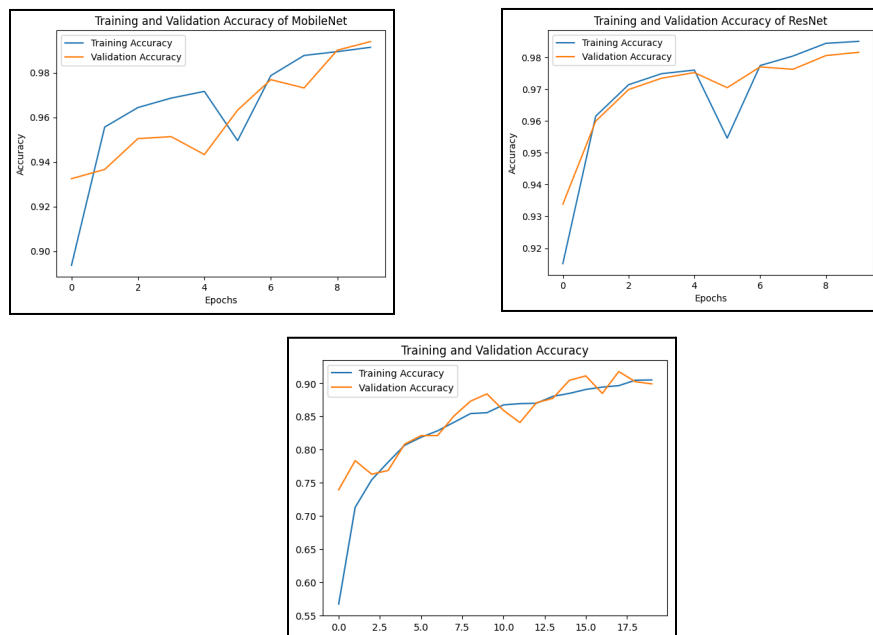 Training and Validation Accuracy of MobileNet
Training Accuracy
Validation Accuracy
0.98
0.96
0.94
0.92
0.90
Accuracy
0 2 4 6 8
Epochs
Training and Validation Accuracy of ResNet
Training Accuracy
Validation Accuracy
0.98
0.97
0.96
0.95
0.94
0.93
0.92
Accuracy
0 2 4 6 8
Epochs
Training and Validation Accuracy
Training Accuracy
Validation Accuracy
0.90
0.85
0.80
0.75
0.70
0.65
0.60
0.55
0.0 2.5 5.0 7.5 10.0 12.5 15.0 17.5